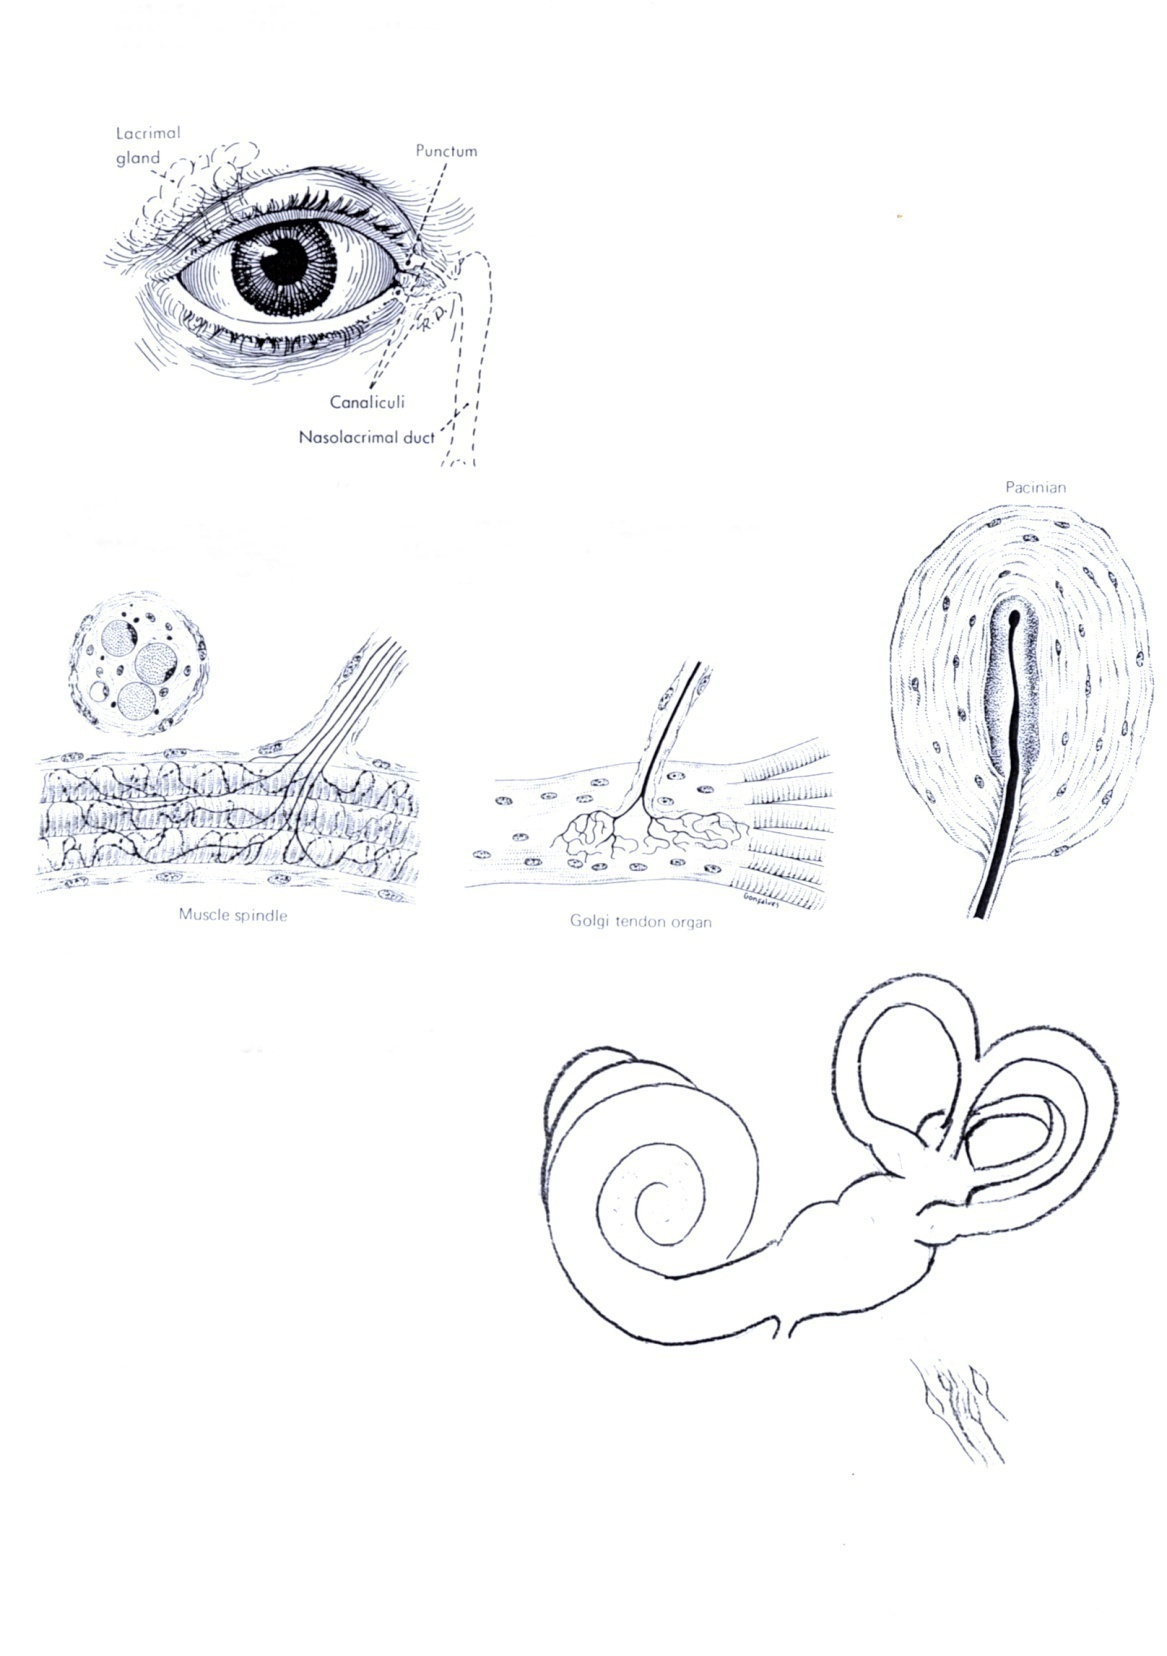 Lacrimal
gland
Punctum
R.D.
Canaliculi
Nasolacrimal duct
Pacinian
Muscle spindle
Gonsalves
Golgi tendon organ